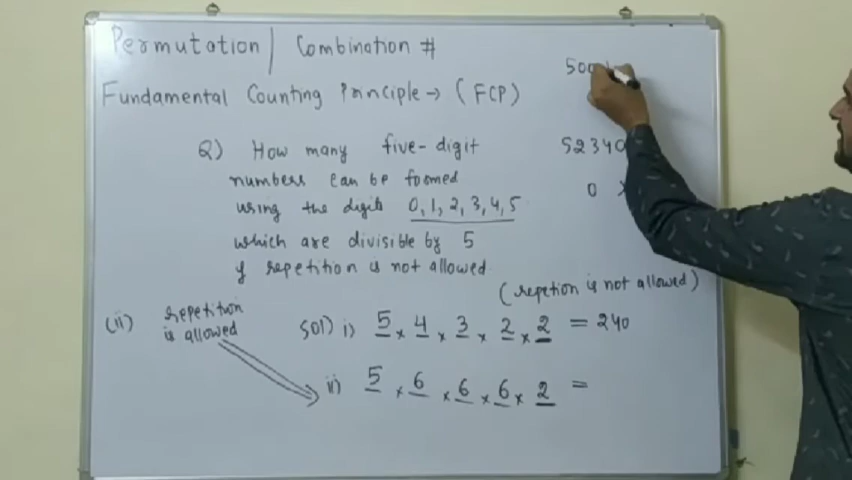 Permutation | Combination #
Fundamental Counting Principle → (FCP)
500
Q) How many five-digit
numbers can be formed
using the digits 0, 1, 2, 3, 4, 5
which are divisible by 5
if repetition is not allowed.
52340
0
(ii) repetition
is allowed
(repetion is not allowed)
Sol) i) 5 × 4 × 3 × 2 × 2 = 240
ii) 5 × 6 × 6 × 6 × 2 =